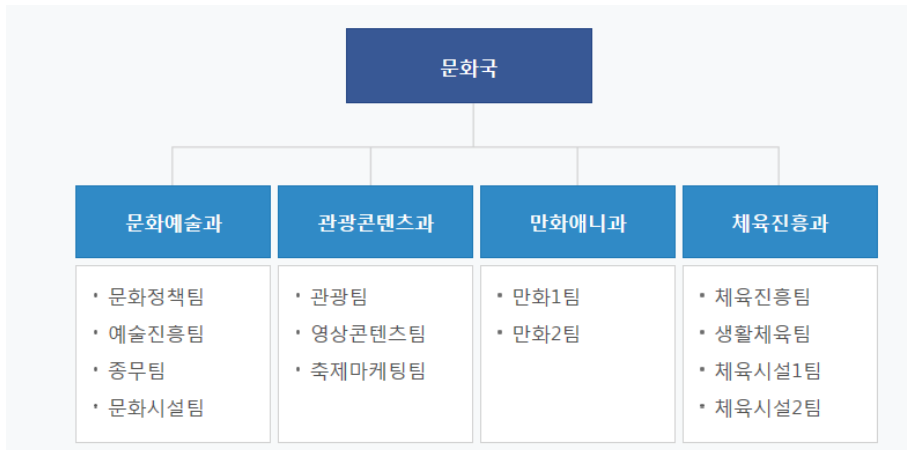 문화국
문화예술과
관광콘텐츠과
만화애니과
체육진흥과
• 문화정책팀
• 예술진흥팀
• 종무팀
• 문화시설팀
• 관광팀
• 영상콘텐츠팀
• 축제마케팅팀
• 만화1팀
• 만화2팀
• 체육진흥팀
• 생활체육팀
• 체육시설1팀
• 체육시설2팀